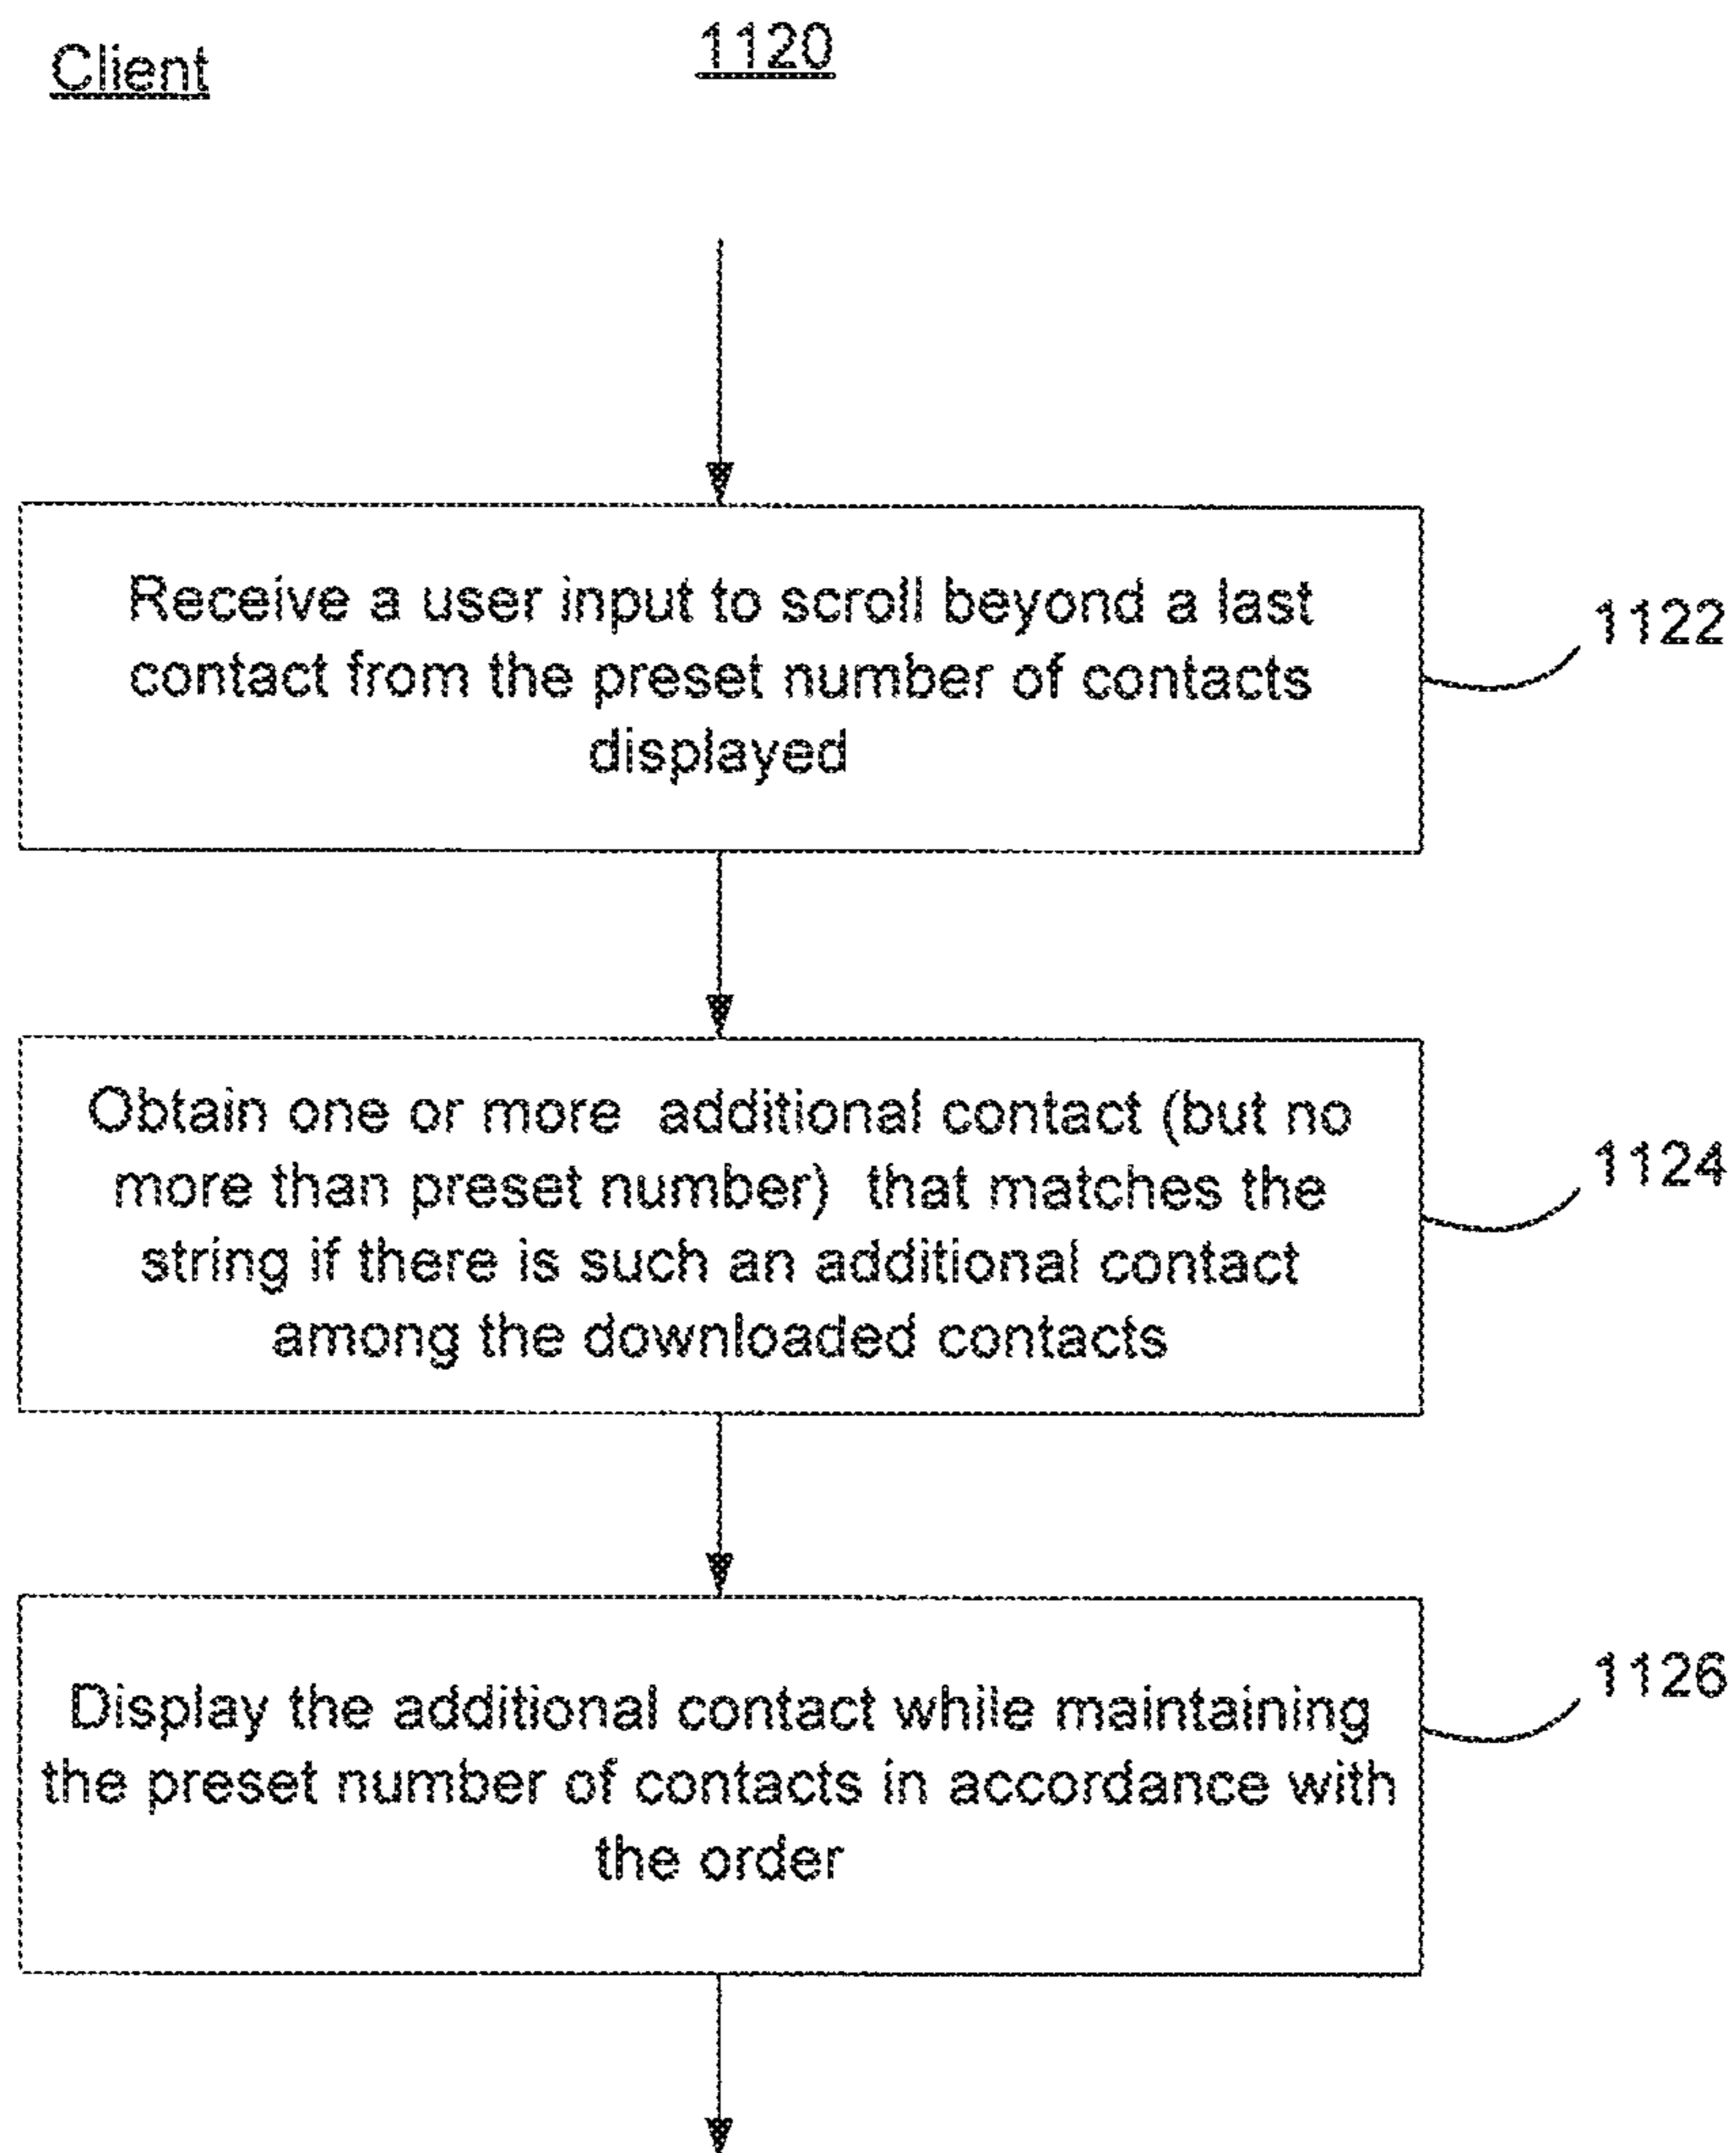 Client
1120
Receive a user input to scroll beyond a last
contact from the preset number of contacts
displayed
1122
Obtain one or more additional contact (but no
more than preset number) that matches the
string if there is such an additional contact
among the downloaded contacts
1124
Display the additional contact while maintaining
the preset number of contacts in accordance with
the order
1126